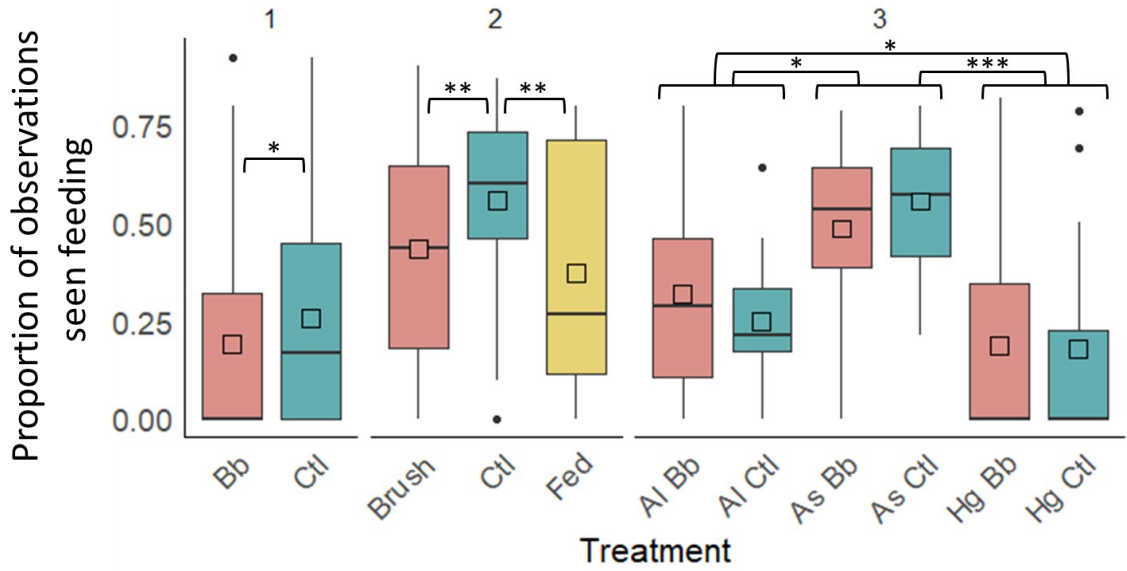 1
2
3
Proportion of observations
seen feeding
0.75
0.50
0.25
0.00
*
**
**
*
*
***
Bb
Ctl
Brush
Ctl
Fed
Al Bb
Al Ctl
As Bb
As Ctl
Hg Bb
Hg Ctl
Treatment